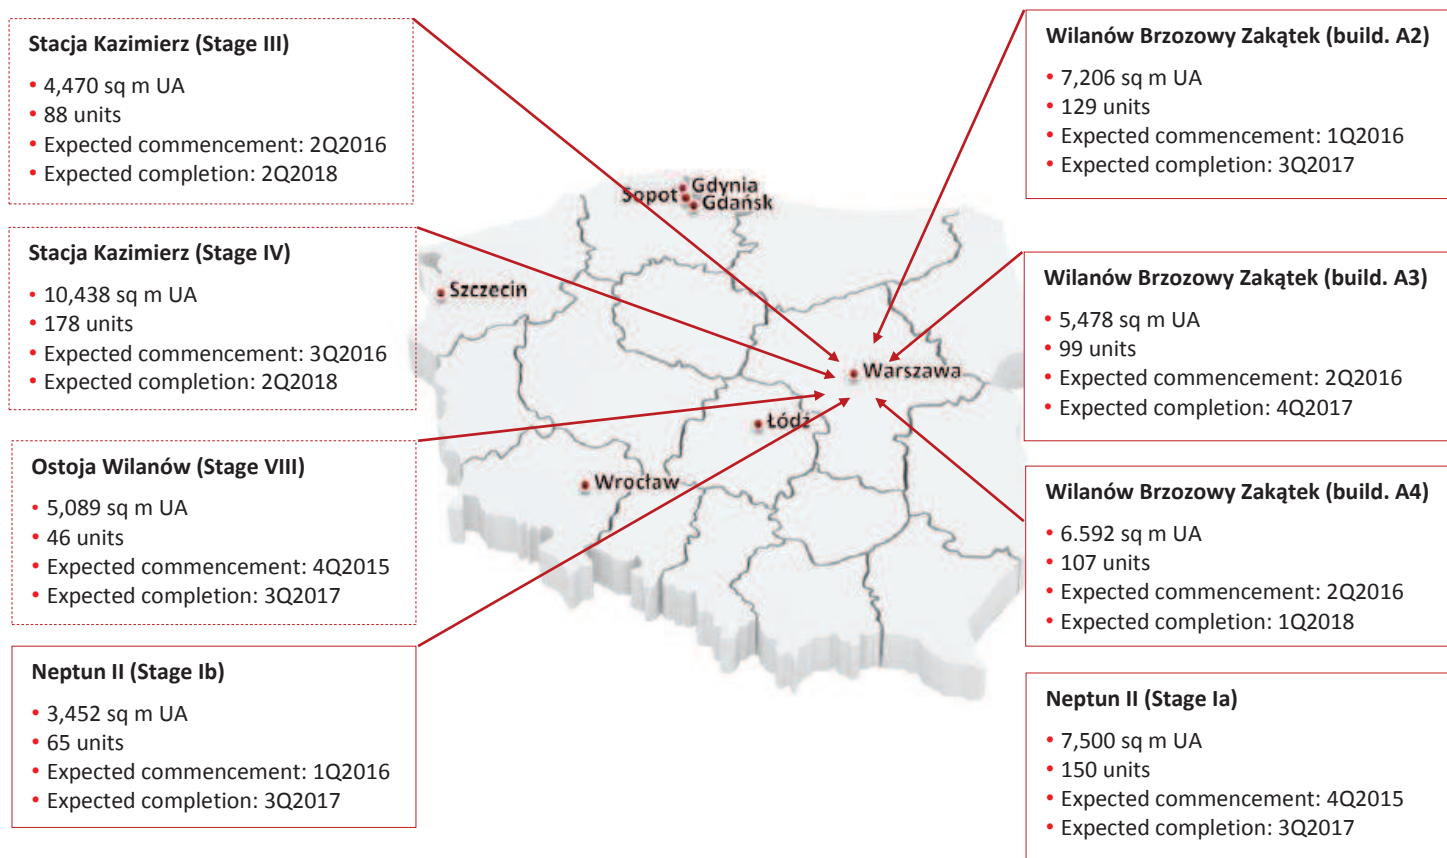 Stacja Kazimierz (Stage III)
• 4,470 sq m UA
• 88 units
• Expected commencement: 2Q2016
• Expected completion: 2Q2018
Stacja Kazimierz (Stage IV)
• 10,438 sq m UA
• 178 units
• Expected commencement: 3Q2016
• Expected completion: 2Q2018
Ostoja Wilanów (Stage VIII)
• 5,089 sq m UA
• 46 units
• Expected commencement: 4Q2015
• Expected completion: 3Q2017
Neptun II (Stage Ib)
• 3,452 sq m UA
• 65 units
• Expected commencement: 1Q2016
• Expected completion: 3Q2017
Gdynia
Sopot
Gdańsk
Szczecin
Warszawa
Łódź
Wrocław
Wilanów Brzozowy Zakątek (build. A2)
• 7,206 sq m UA
• 129 units
• Expected commencement: 1Q2016
• Expected completion: 3Q2017
Wilanów Brzozowy Zakątek (build. A3)
• 5,478 sq m UA
• 99 units
• Expected commencement: 2Q2016
• Expected completion: 4Q2017
Wilanów Brzozowy Zakątek (build. A4)
• 6.592 sq m UA
• 107 units
• Expected commencement: 2Q2016
• Expected completion: 1Q2018
Neptun II (Stage Ia)
• 7,500 sq m UA
• 150 units
• Expected commencement: 4Q2015
• Expected completion: 3Q2017